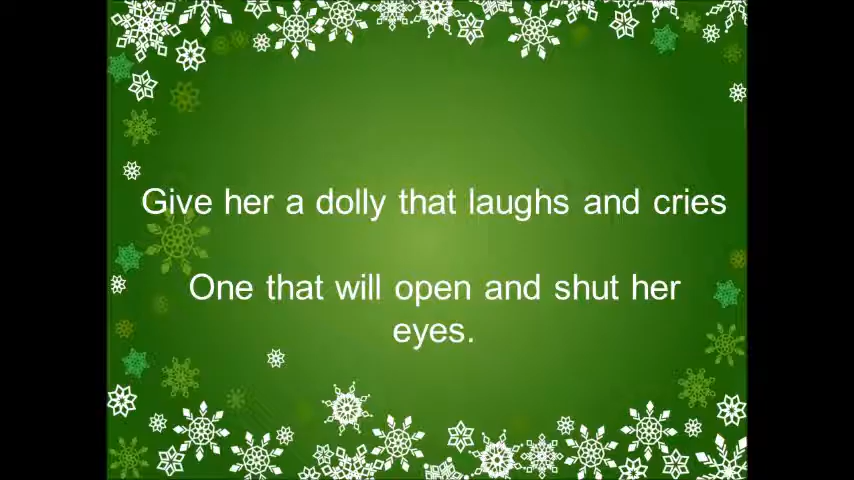 Give her a dolly that laughs and cries
One that will open and shut her
eyes.